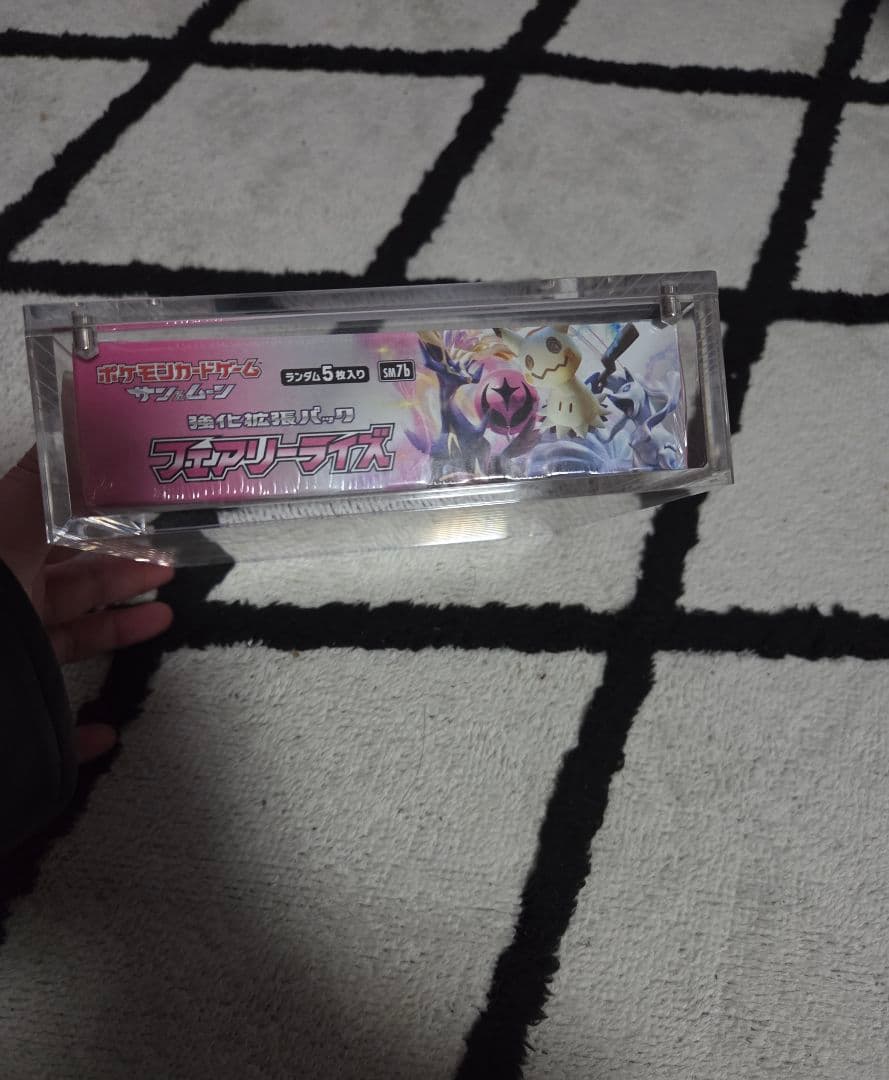 ポケモンカードゲーム
サン&ムーン
ランダム5枚入り
SM7b
強化拡張パック
フェアリーライズ